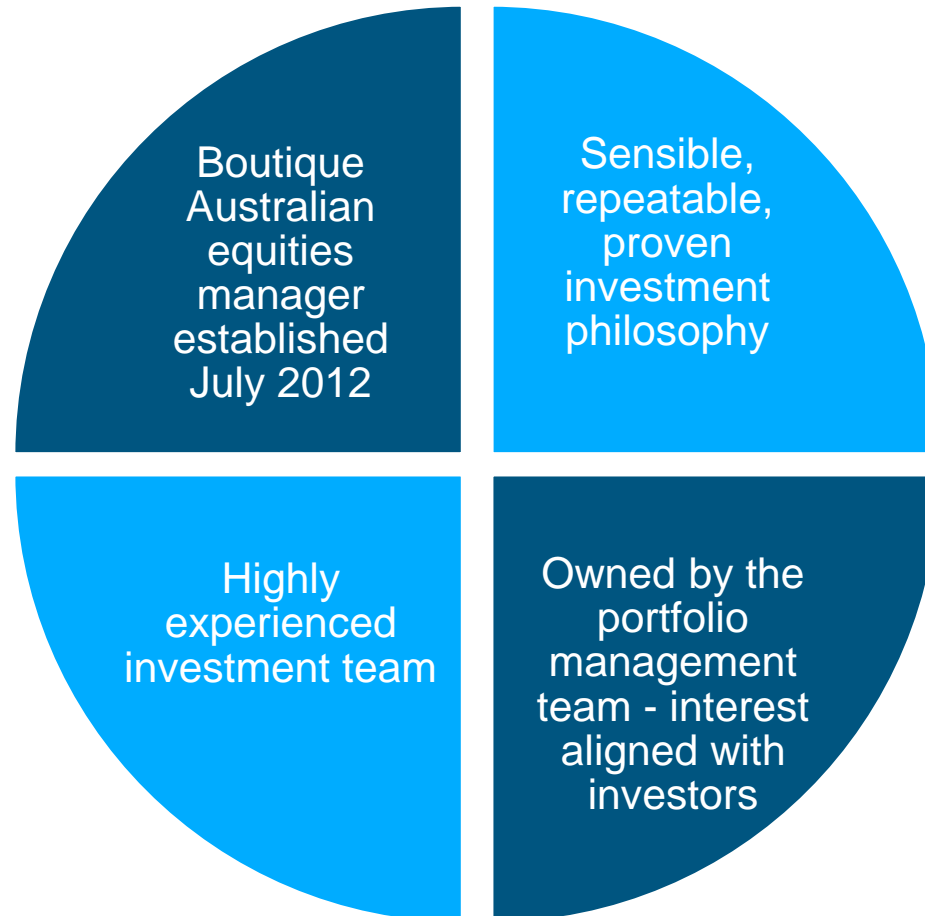 Boutique
Australian
equities
manager
established
July 2012
Sensible,
repeatable,
proven
investment
philosophy
Highly
experienced
investment team
Owned by the
portfolio
management
team - interest
aligned with
investors